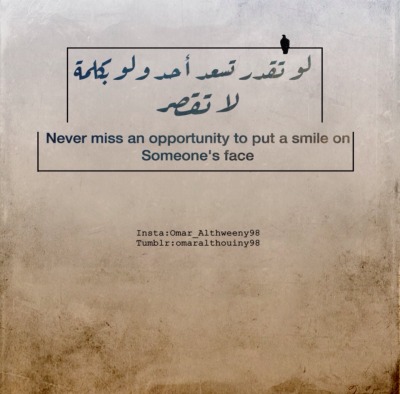 لو تقدر تسعد أحد ولو بكلمة
لا تقصر
Never miss an opportunity to put a smile on
Someone's face
Insta:Omar_Althweeny98
Tumblr:omaralthouiny98